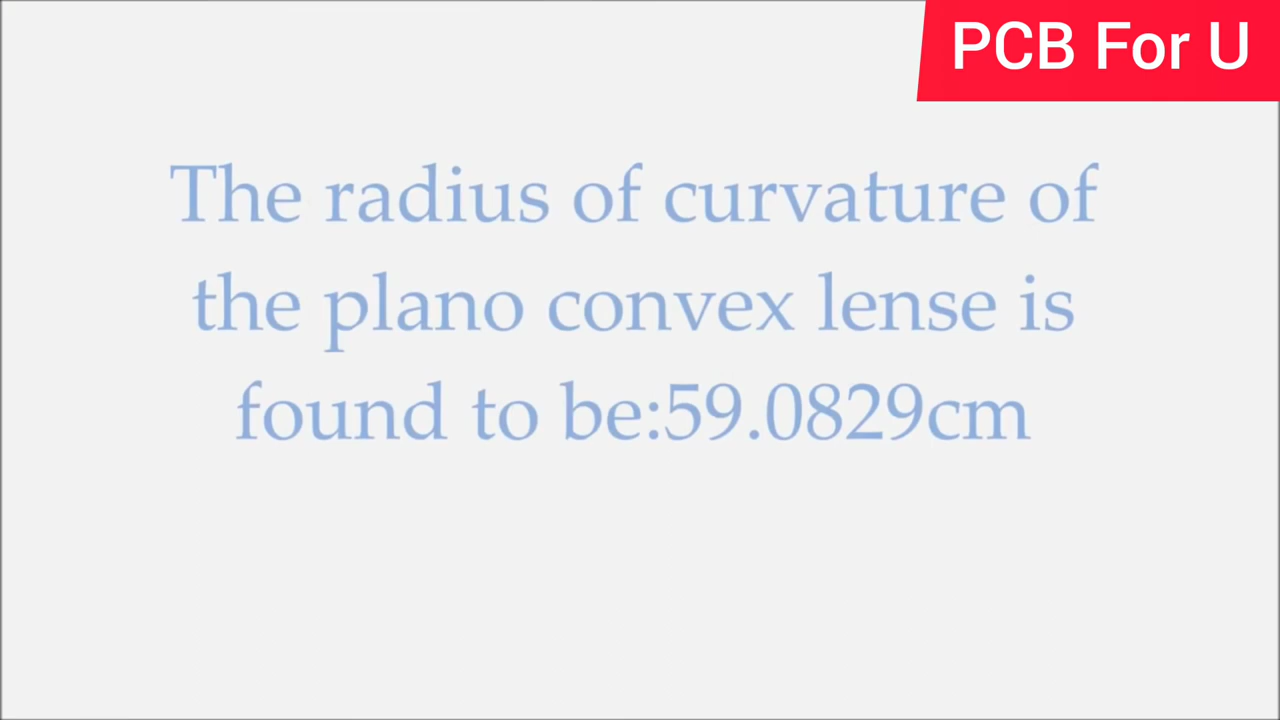 PCB For U
The radius of curvature of
the plano convex lense is
found to be:59.0829cm